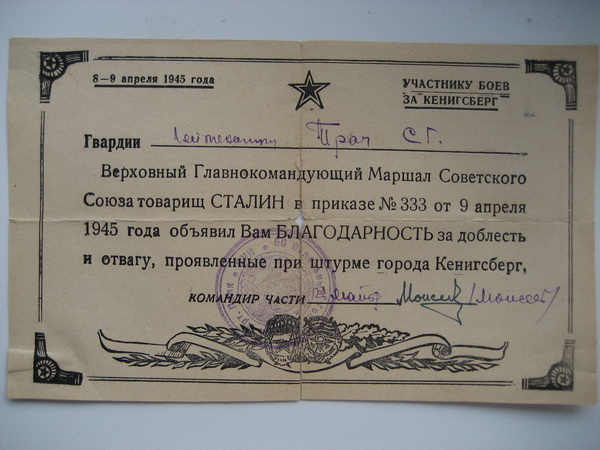 8—9 апреля 1945 года
УЧАСТНИКУ БОЕВ
ЗА КЕНИГСБЕРГ
Гвардии лейтенанту Трач С.Г.
Верховный Главнокомандующий Маршал Советского
Союза товарищ СТАЛИН в приказе № 333 от 9 апреля
1945 года объявил Вам БЛАГОДАРНОСТЬ за доблесть
и отвагу, проявленные при штурме города Кенигсберг,
КОМАНДИР ЧАСТИ майор /Моисеев/